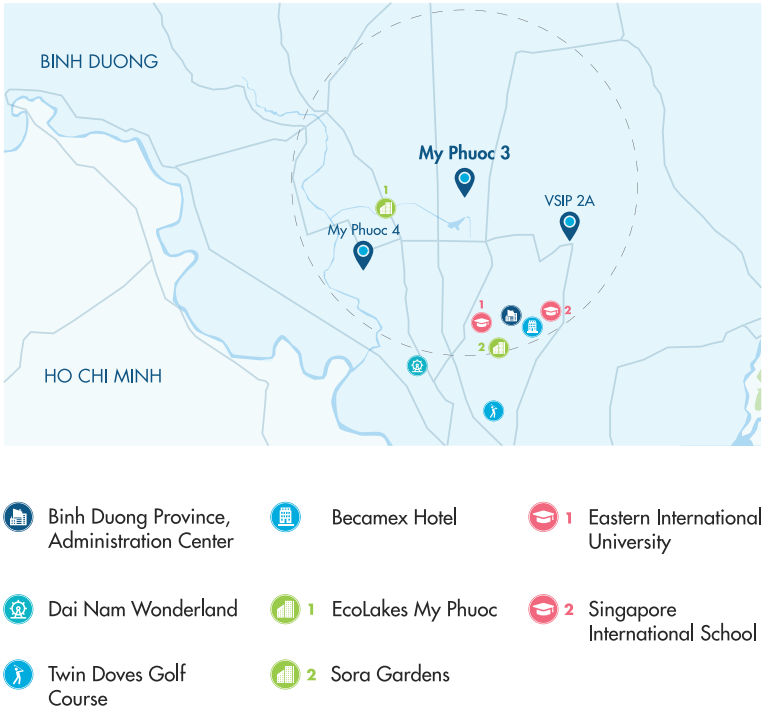 BINH DUONG
My Phuoc 3
1
VSIP 2A
My Phuoc 4
1
2
2
HO CHI MINH
Binh Duong Province,
Administration Center
Becamex Hotel
1 Eastern International
University
Dai Nam Wonderland
1 EcoLakes My Phuoc
2 Singapore
International School
Twin Doves Golf
Course
2 Sora Gardens